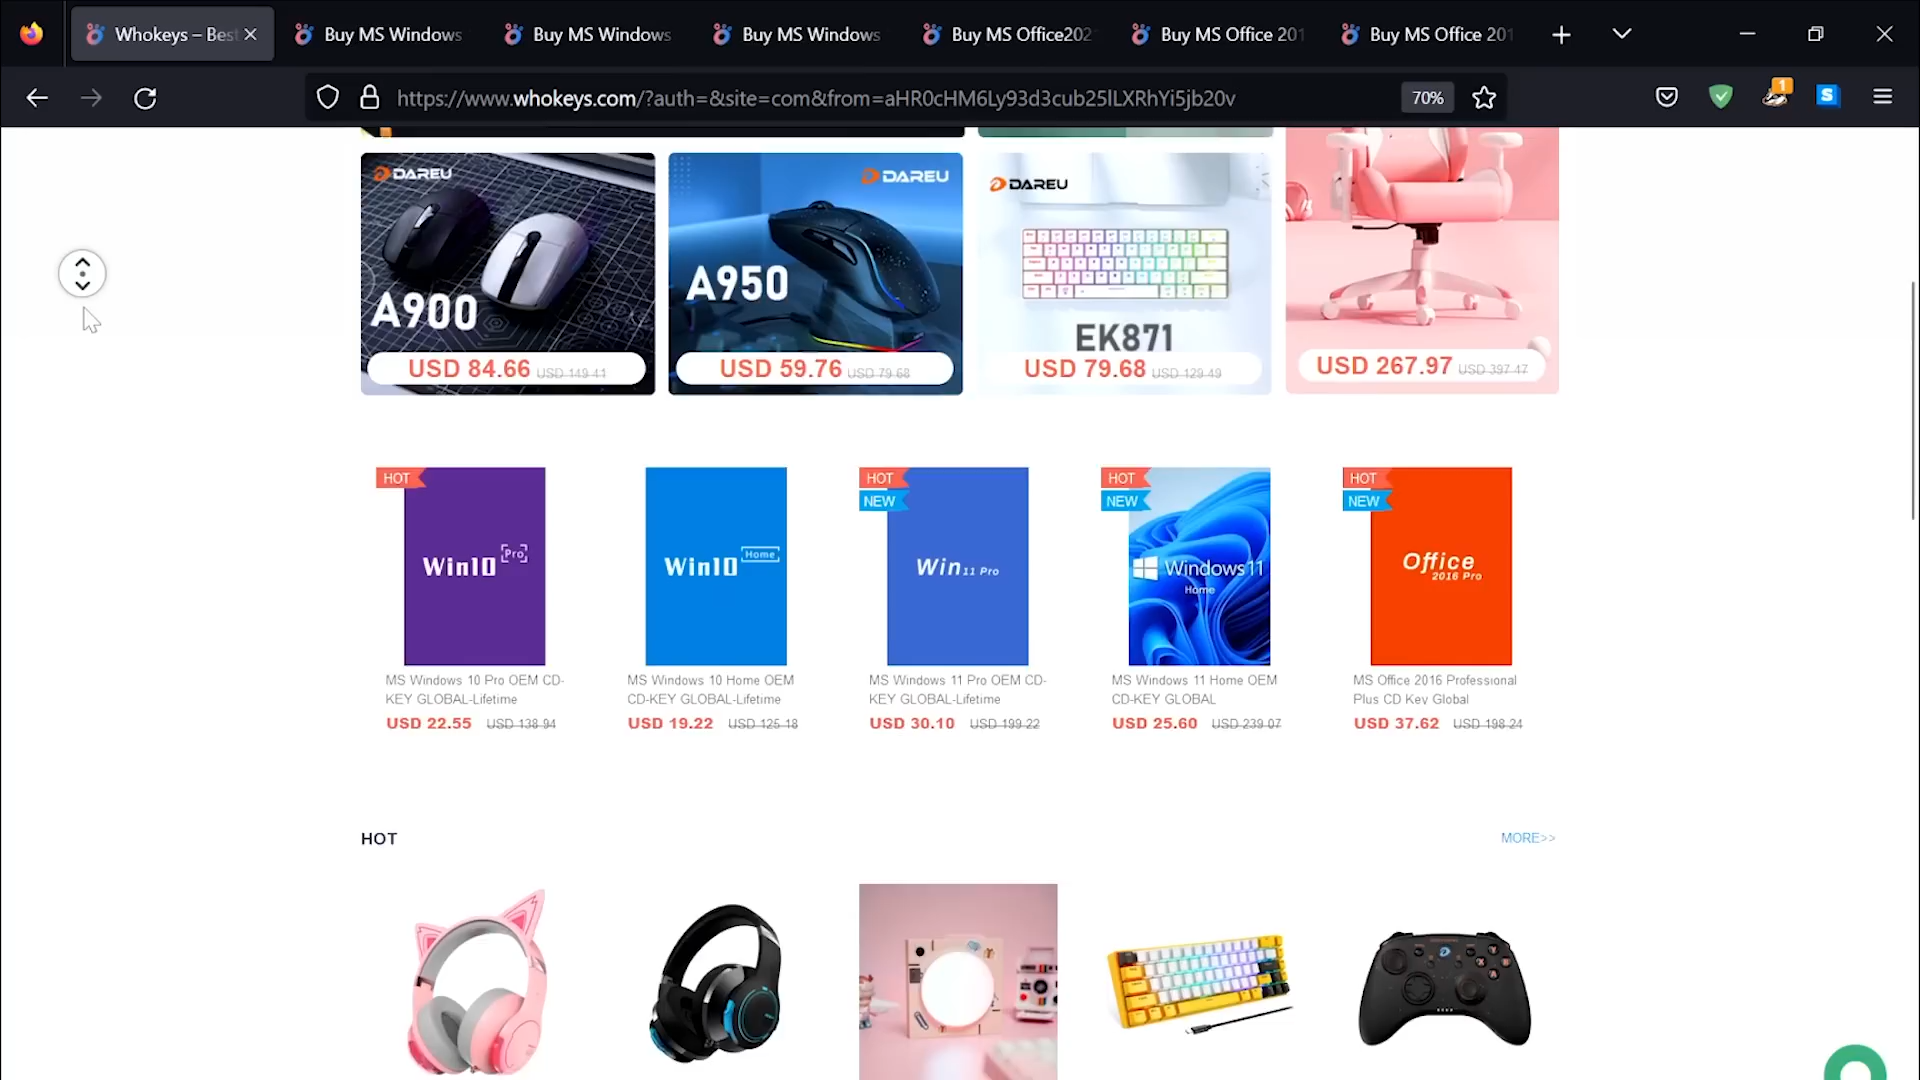 Whokeys – Bes
Buy MS Windows
Buy MS Windows
Buy MS Windows
Buy MS Office202
Buy MS Office 201
Buy MS Office 201
https://www.whokeys.com/?auth=&site=com&from=aHR0cHM6Ly93d3cub25lLXRhYi5jb20v
70%
1
S
DAREU
A900
USD 84.66 USD 149.41
DAREU
A950
USD 59.76 USD 79.68
DAREU
EK871
USD 79.68 USD 129.49
USD 267.97 USD 397.47
HOT
Win10 Pro
MS Windows 10 Pro OEM CD-
KEY GLOBAL-Lifetime
USD 22.55 USD 138.94
Win10 Home
MS Windows 10 Home OEM
CD-KEY GLOBAL-Lifetime
USD 19.22 USD 125.18
HOT
NEW
Win 11 Pro
MS Windows 11 Pro OEM CD-
KEY GLOBAL-Lifetime
USD 30.10 USD 199.22
HOT
NEW
Windows 11
Home
MS Windows 11 Home OEM
CD-KEY GLOBAL
USD 25.60 USD 239.07
HOT
NEW
Office
2016 Pro
MS Office 2016 Professional
Plus CD Key Global
USD 37.62 USD 198.24
HOT
MORE>>